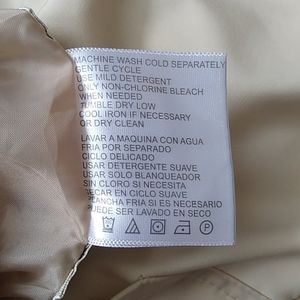 MACHINE WASH COLD SEPARATELY
GENTLE CYCLE
USE MILD DETERGENT
ONLY NON-CHLORINE BLEACH
WHEN NEEDED
TUMBLE DRY LOW
COOL IRON IF NECESSARY
OR DRY CLEAN
LAVAR A MAQUINA CON AGUA
FRIA POR SEPARADO
CICLO DELICADO
USAR DETERGENTE SUAVE
USAR SOLO BLANQUEADOR
SIN CLORO SI NECESITA
SECAR EN CICLO SUAVE
PLANCHA FRIA SI ES NECESARIO
PUEDE SER LAVADO EN SECO